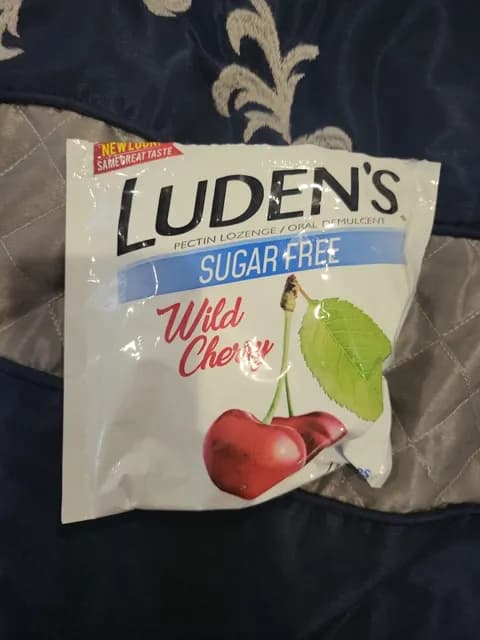 NEW LOOK!
SAME GREAT TASTE
LUDEN'S
PECTIN LOZENGE / ORAL DEMULCENT
SUGAR FREE
Wild
Cherry